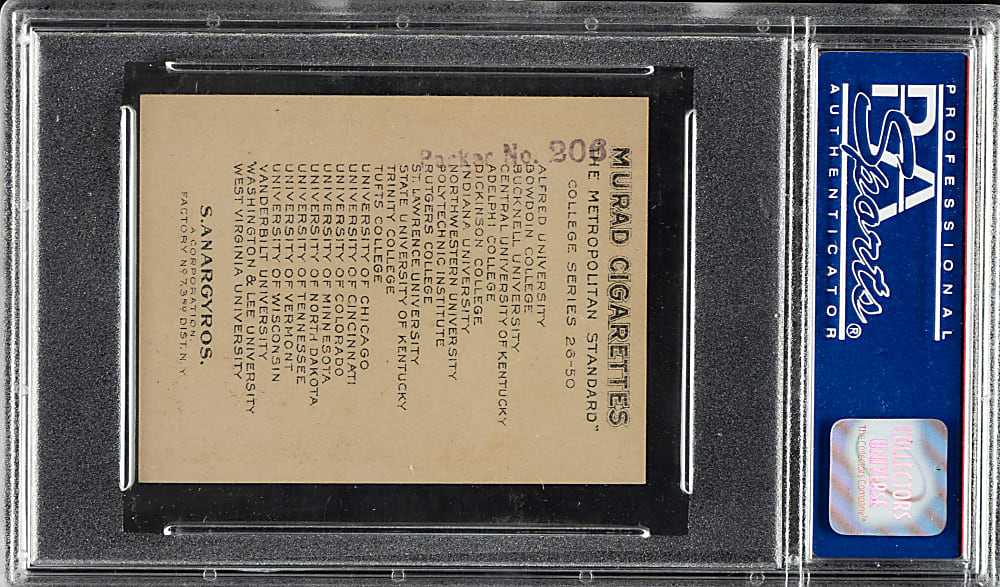 MURAD CIGARETTES
"THE METROPOLITAN STANDARD"
COLLEGE SERIES 26-50
Packer No. 906
ALFRED UNIVERSITY
BOWDOIN COLLEGE
BUCKNELL UNIVERSITY
CENTRAL UNIVERSITY OF KENTUCKY
ADELPHI COLLEGE
DICKINSON COLLEGE
INDIANA UNIVERSITY
NORTHWESTERN UNIVERSITY
POLYTECHNIC INSTITUTE
RUTGERS COLLEGE
ST. LAWRENCE UNIVERSITY
STATE UNIVERSITY OF KENTUCKY
TRINITY COLLEGE
TUFTS COLLEGE
UNIVERSITY OF CHICAGO
UNIVERSITY OF CINCINNATI
UNIVERSITY OF COLORADO
UNIVERSITY OF MINNESOTA
UNIVERSITY OF NORTH DAKOTA
UNIVERSITY OF TENNESSEE
UNIVERSITY OF VERMONT
UNIVERSITY OF WISCONSIN
VANDERBILT UNIVERSITY
WASHINGTON & LEE UNIVERSITY
WEST VIRGINIA UNIVERSITY
S. ANARGYROS.
A CORPORATION
FACTORY Nº 7,389 DIST. N.Y.
PROFESSIONAL
PSA
Sports®
AUTHENTICATOR
COLLECTORS
UNIVERSE
The Collectors Company™